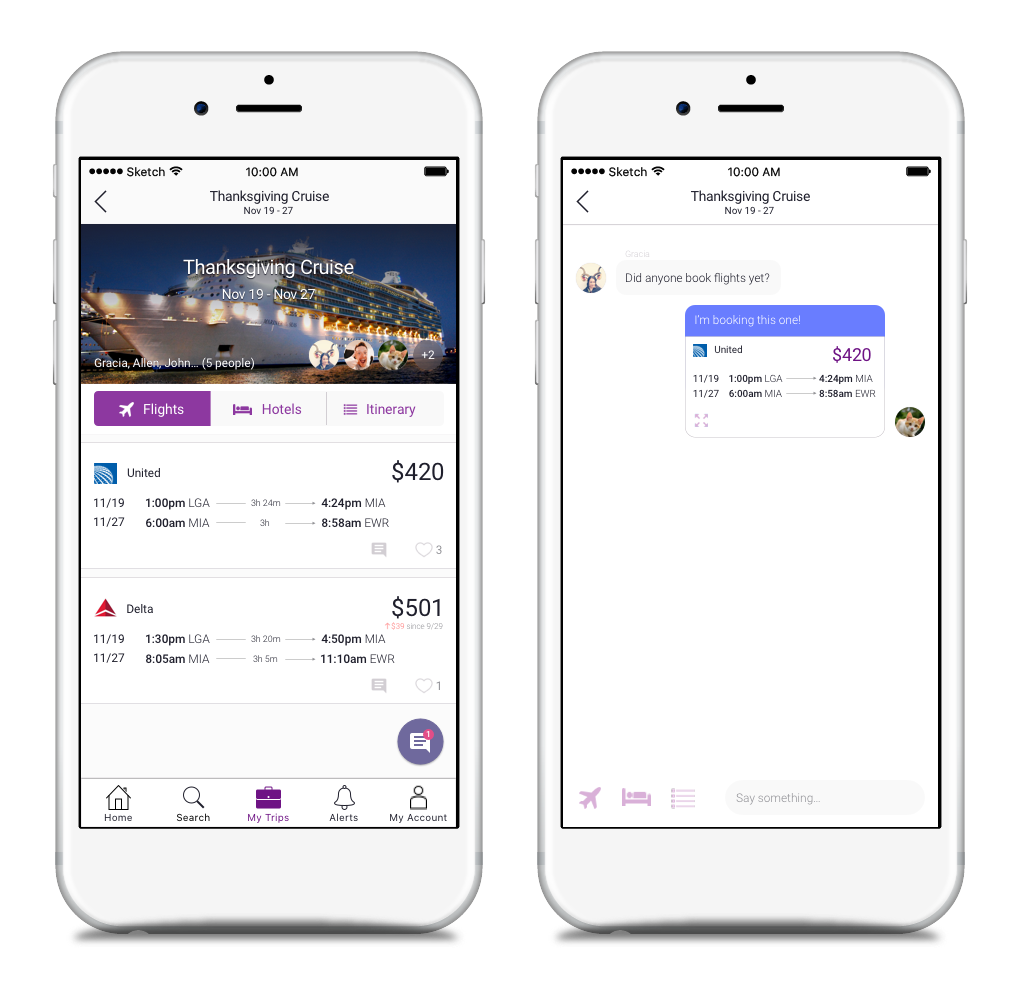 Sketch 10:00 AM
Thanksgiving Cruise
Nov 19 - 27
Thanksgiving Cruise
Nov 19 - Nov 27
Gracia, Allen, John... (5 people) +2
Flights Hotels Itinerary
United $420
11/19 1:00pm LGA 3h 24m 4:24pm MIA
11/27 6:00am MIA 3h 8:58am EWR
3
Delta $501
↑$39 since 9/29
11/19 1:30pm LGA 3h 20m 4:50pm MIA
11/27 8:05am MIA 3h 5m 11:10am EWR
1
1
Home Search My Trips Alerts My Account
Sketch 10:00 AM
Thanksgiving Cruise
Nov 19 - 27
Gracia
Did anyone book flights yet?
I'm booking this one!
United $420
11/19 1:00pm LGA 4:24pm MIA
11/27 6:00am MIA 8:58am EWR
Say something...